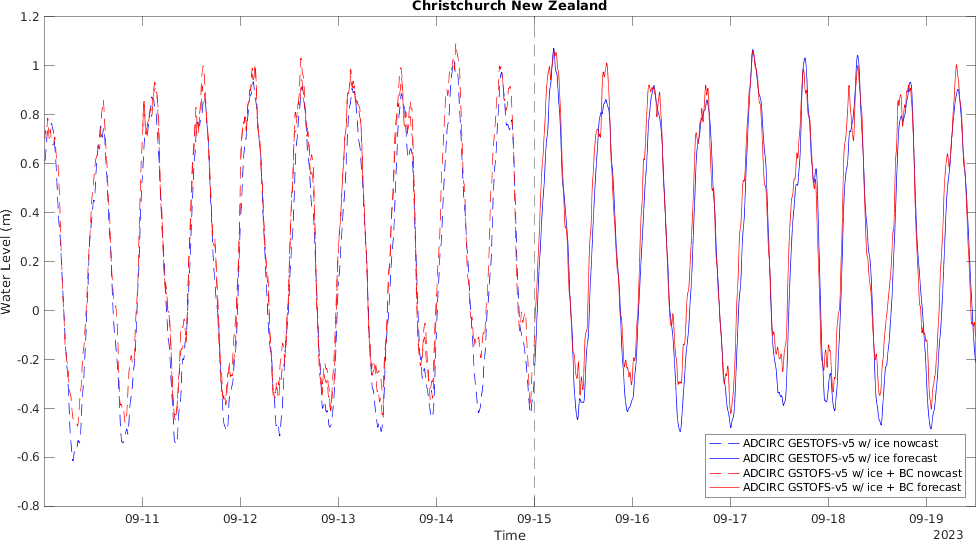 Christchurch New Zealand
1.2
1
0.8
0.6
0.4
0.2
0
-0.2
-0.4
-0.6
-0.8
Water Level (m)
09-11 09-12 09-13 09-14 09-15 09-16 09-17 09-18 09-19
Time
2023
ADCIRC GESTOFS-v5 w/ ice nowcast
ADCIRC GESTOFS-v5 w/ ice forecast
ADCIRC GSTOFS-v5 w/ ice + BC nowcast
ADCIRC GSTOFS-v5 w/ ice + BC forecast